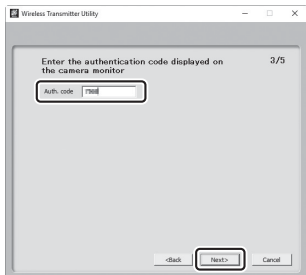 Wireless Transmitter Utility
Enter the authentication code displayed on 3/5
the camera monitor
Auth. code
<Back Next> Cancel